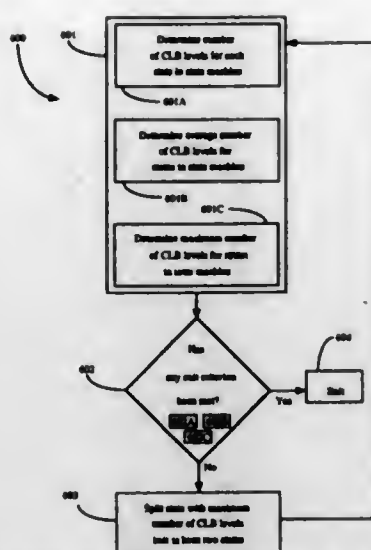 600
601
Determine number
of CLB levels for each
state in state machine
601A
Determine average number
of CLB levels for
states in state machine
601B
601C
Determine maximum number
of CLB levels for states
in state machine
602
Has
any exit criterion
been met?
604
Exit
Yes
No
603
Split state with maximum
number of CLB levels
into at least two states